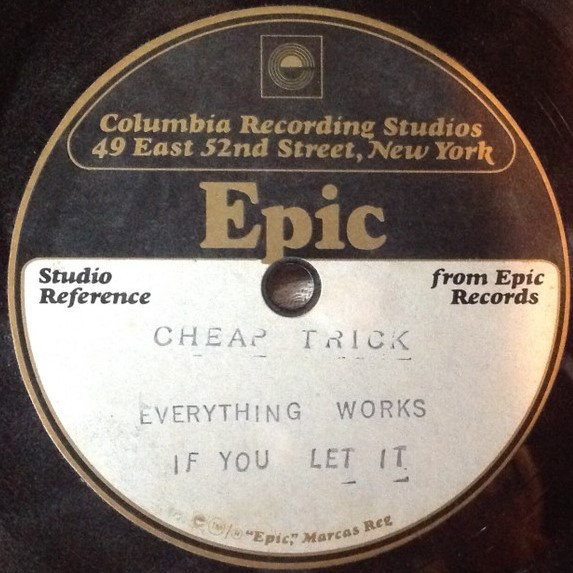 Columbia Recording Studios
49 East 52nd Street, New York
Epic
Studio
Reference
from Epic
Records
CHEAP TRICK
EVERYTHING WORKS
IF YOU LET IT
"Epic," Marcas Reg